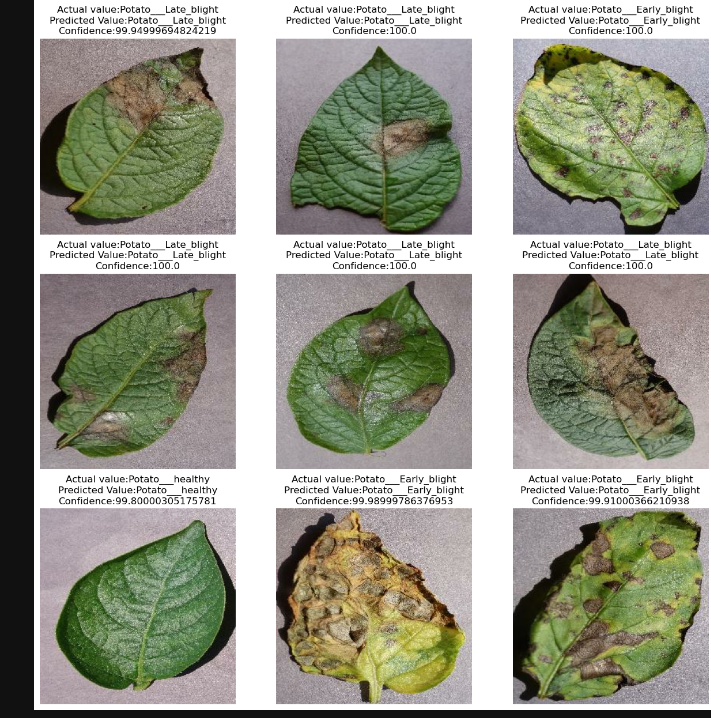 Actual value:Potato___Late_blight
Predicted Value:Potato___Late_blight
Confidence:99.94999694824219
Actual value:Potato___Late_blight
Predicted Value:Potato___Late_blight
Confidence:100.0
Actual value:Potato___Early_blight
Predicted Value:Potato___Early_blight
Confidence:100.0
Actual value:Potato___Late_blight
Predicted Value:Potato___Late_blight
Confidence:100.0
Actual value:Potato___Late_blight
Predicted Value:Potato___Late_blight
Confidence:100.0
Actual value:Potato___Late_blight
Predicted Value:Potato___Late_blight
Confidence:100.0
Actual value:Potato___healthy
Predicted Value:Potato___healthy
Confidence:99.80000305175781
Actual value:Potato___Early_blight
Predicted Value:Potato___Early_blight
Confidence:99.98999786376953
Actual value:Potato___Early_blight
Predicted Value:Potato___Early_blight
Confidence:99.91000366210938